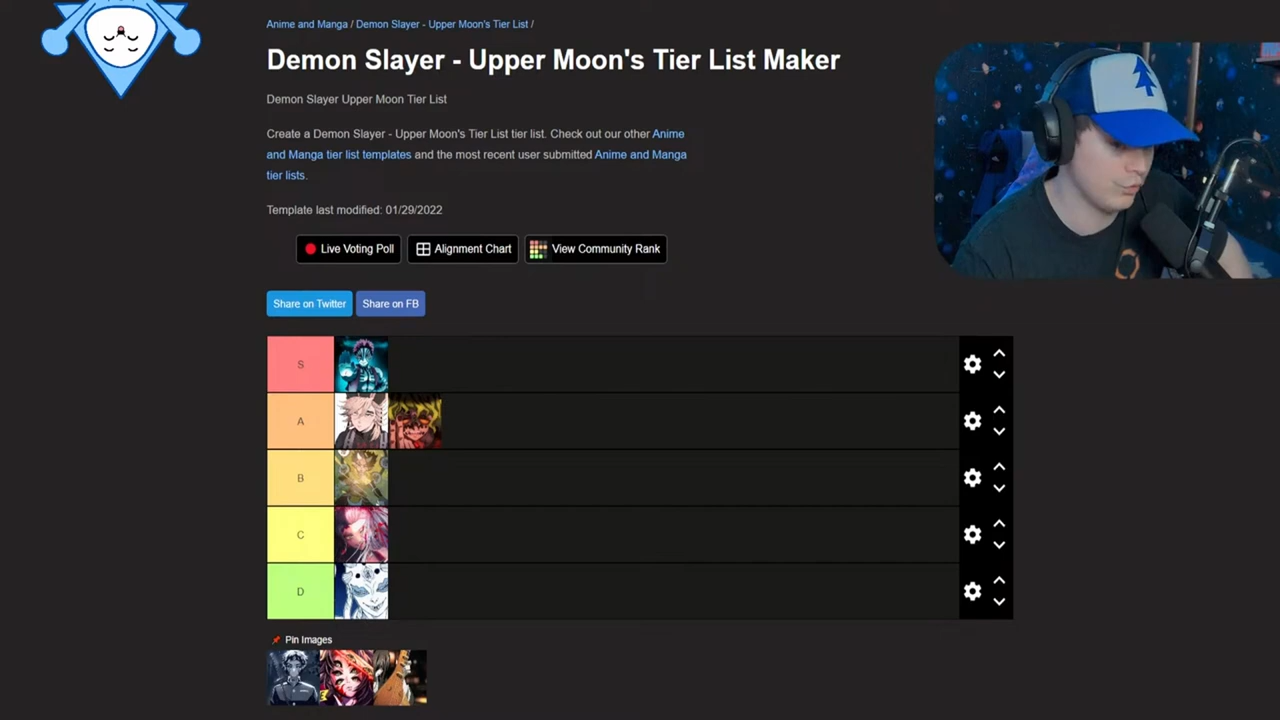 Anime and Manga / Demon Slayer - Upper Moon's Tier List /
Demon Slayer - Upper Moon's Tier List Maker
Demon Slayer Upper Moon Tier List
Create a Demon Slayer - Upper Moon's Tier List tier list. Check out our other Anime
and Manga tier list templates and the most recent user submitted Anime and Manga
tier lists.
Template last modified: 01/29/2022
Live Voting Poll
Alignment Chart
View Community Rank
Share on Twitter
Share on FB
S
A
B
C
D
Pin Images